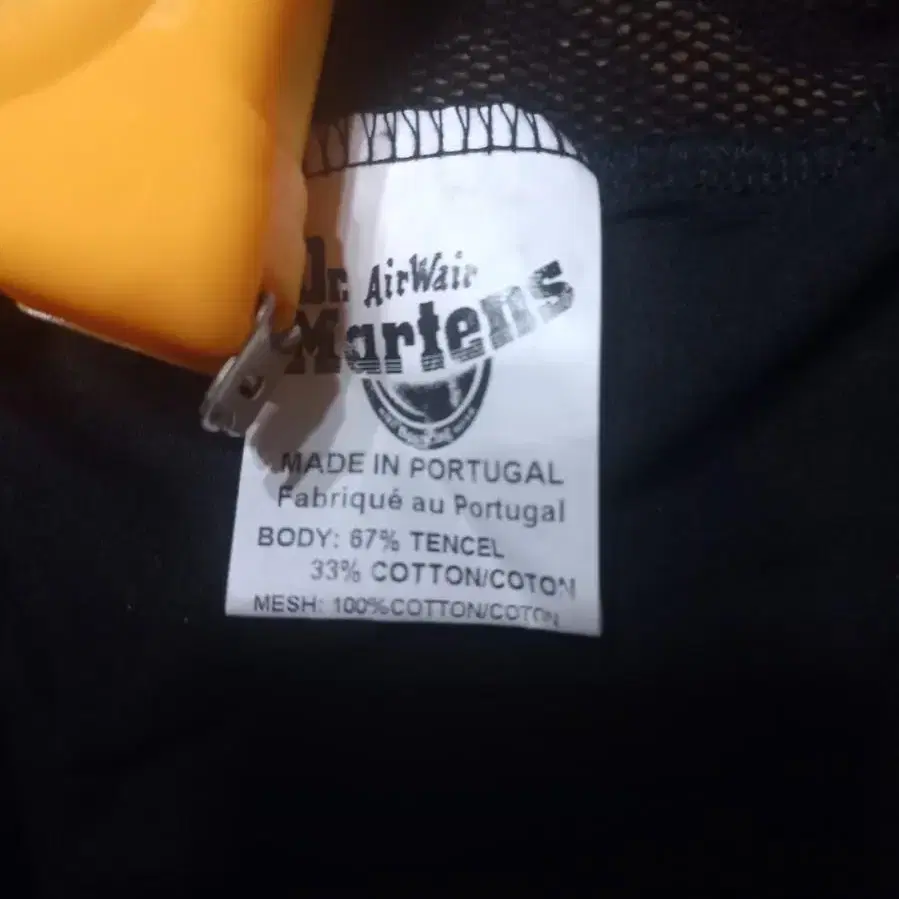 Dr. AirWair
Martens
MADE IN PORTUGAL
Fabriqué au Portugal
BODY: 67% TENCEL
33% COTTON/COTON
MESH: 100%COTTON/COTON